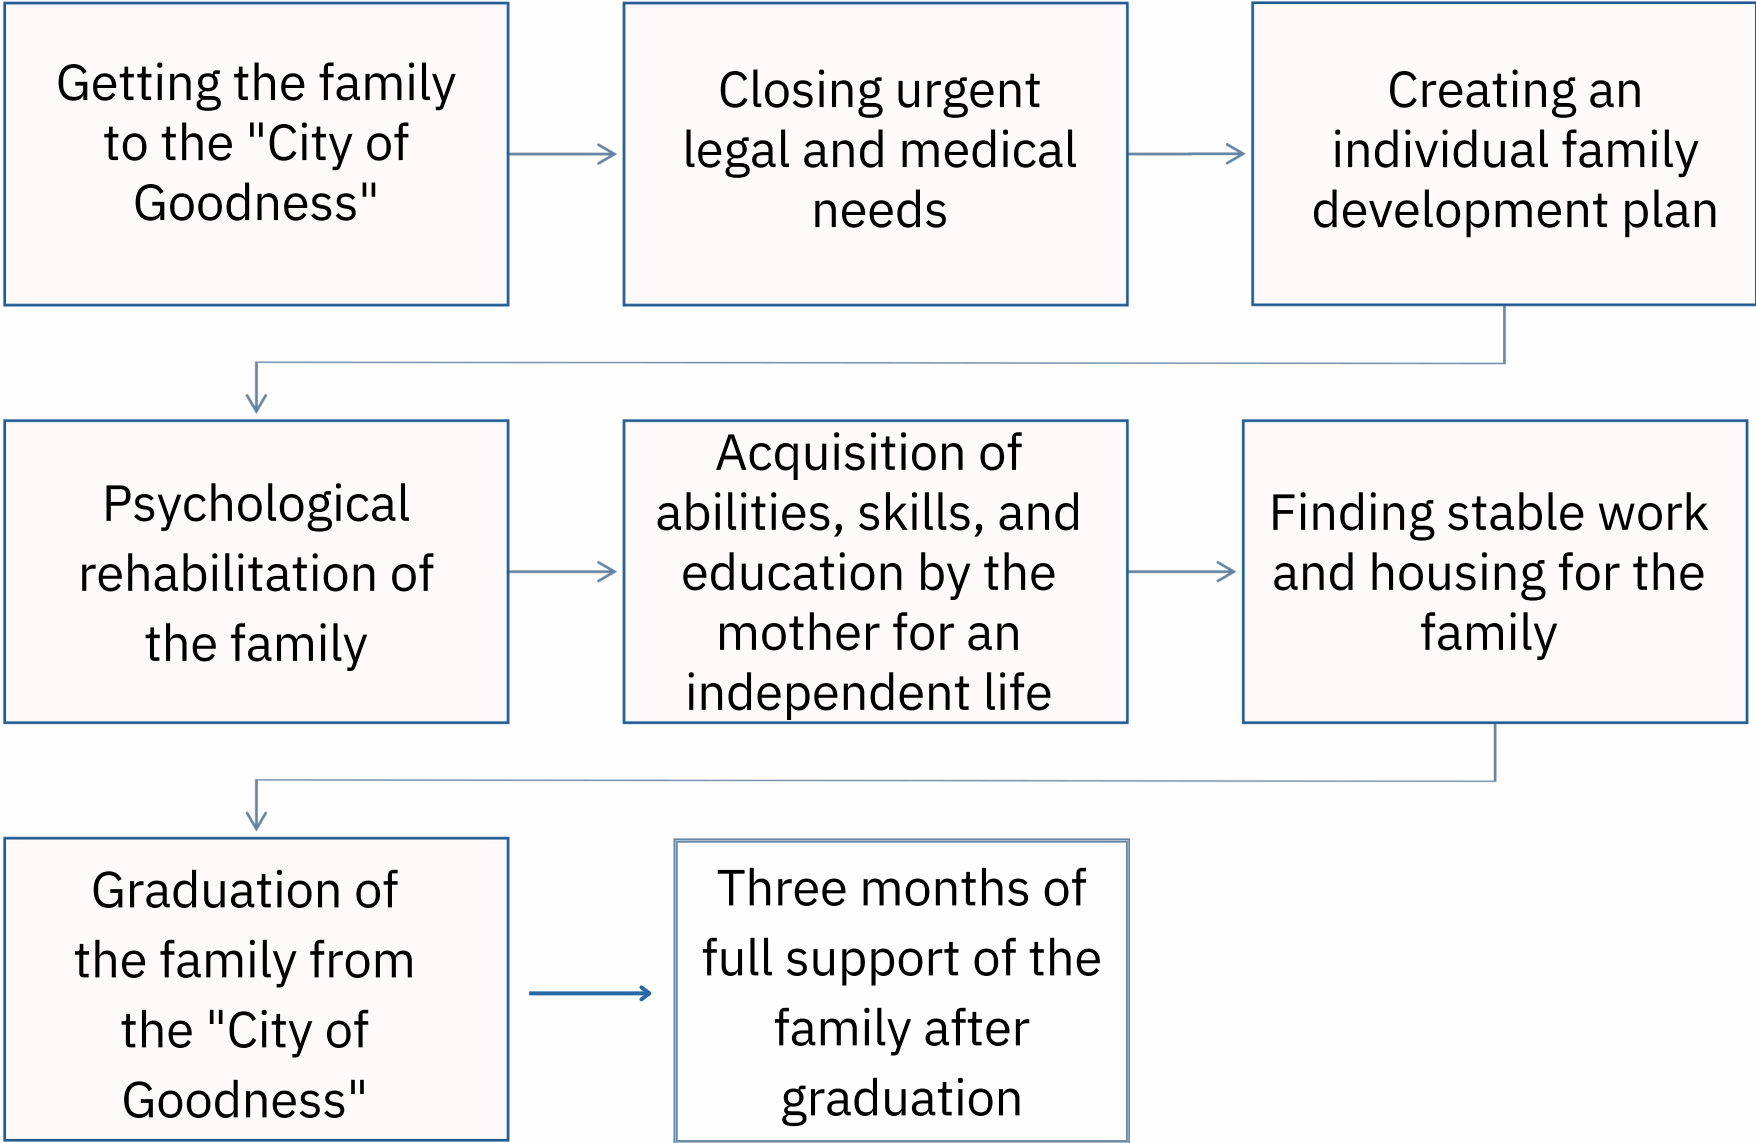 Getting the family
to the "City of
Goodness"
Closing urgent
legal and medical
needs
Creating an
individual family
development plan
Psychological
rehabilitation of
the family
Acquisition of
abilities, skills, and
education by the
mother for an
independent life
Finding stable work
and housing for the
family
Graduation of
the family from
the "City of
Goodness"
Three months of
full support of the
family after
graduation